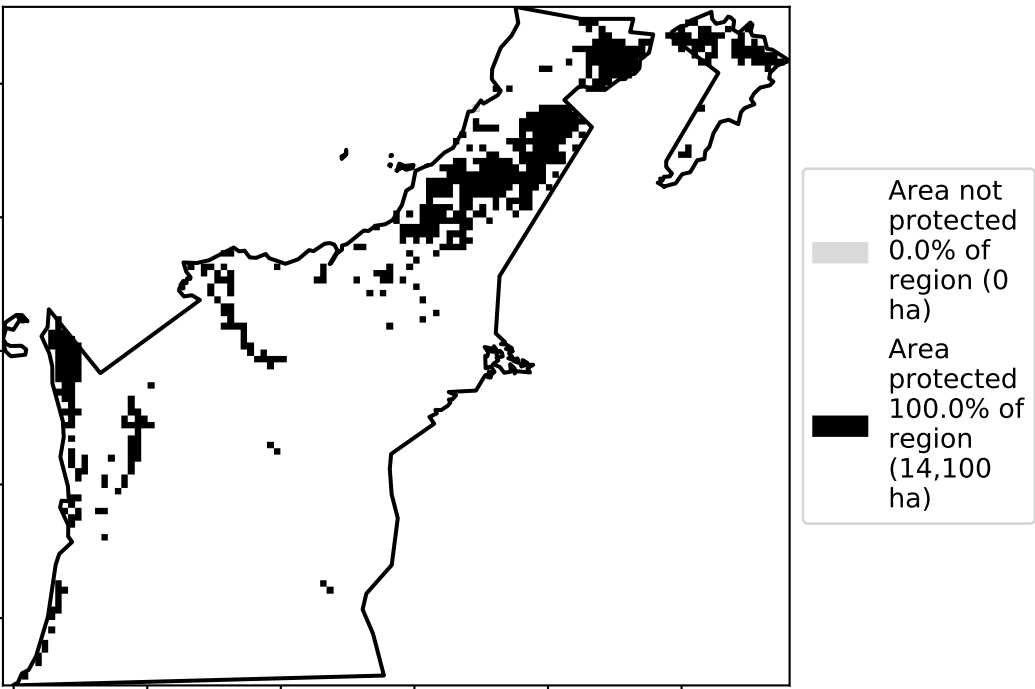 Area not
protected
0.0% of
region (0
ha)
Area
protected
100.0% of
region
(14,100
ha)